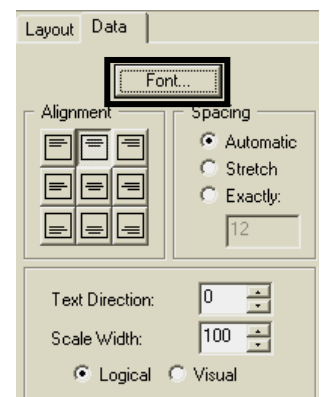 Layout Data
Font...
Alignment Spacing
Automatic
Stretch
Exactly:
12
Text Direction: 0
Scale Width: 100
Logical Visual